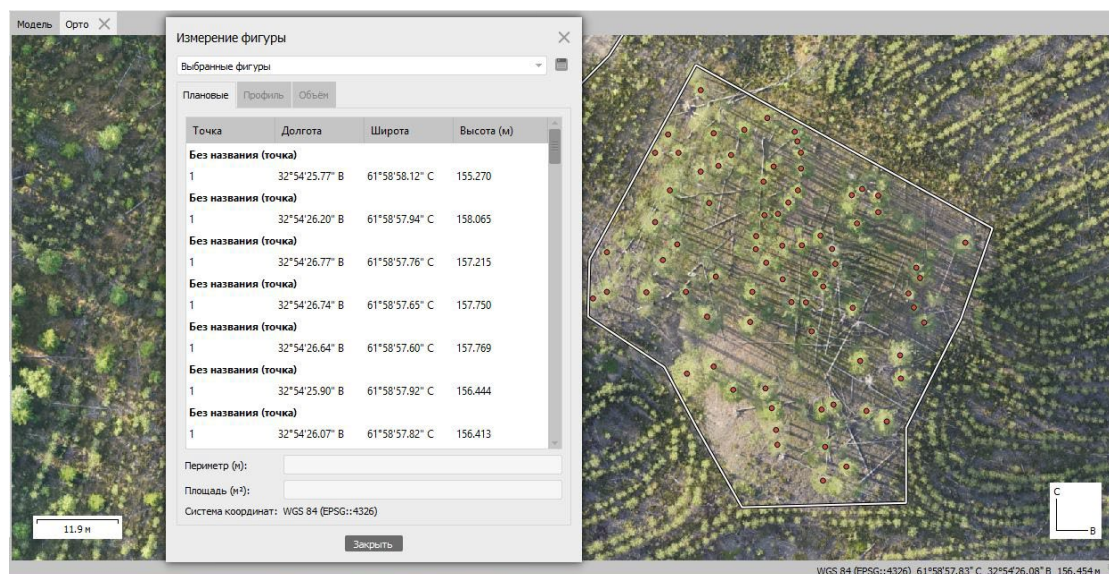 Модель Орто
Измерение фигуры
Выбранные фигуры
Плановые Профиль Объём
Точка Долгота Широта Высота (м)
Без названия (точка)
1 32°54'25.77" В 61°58'58.12" С 155.270
Без названия (точка)
1 32°54'26.20" В 61°58'57.94" С 158.065
Без названия (точка)
1 32°54'26.77" В 61°58'57.76" С 157.215
Без названия (точка)
1 32°54'26.74" В 61°58'57.65" С 157.750
Без названия (точка)
1 32°54'26.64" В 61°58'57.60" С 157.769
Без названия (точка)
1 32°54'25.90" В 61°58'57.92" С 156.444
Без названия (точка)
1 32°54'26.07" В 61°58'57.82" С 156.413
Периметр (м):
Площадь (м²):
Система координат: WGS 84 (EPSG::4326)
Закрыть
11.9 м
С
В
WGS 84 (EPSG::4326) 61°58'57.83" С 32°54'26.08" В 156.454 м